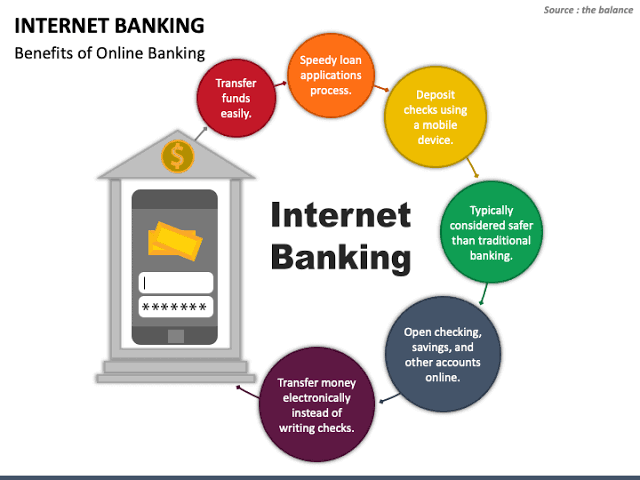 Source : the balance
INTERNET BANKING
Benefits of Online Banking
Transfer
funds
easily.
Speedy loan
applications
process.
Deposit
checks using
a mobile
device.
Typically
considered safer
than traditional
banking.
Open checking,
savings, and
other accounts
online.
Transfer money
electronically
instead of
writing checks.
$
*******
Internet
Banking